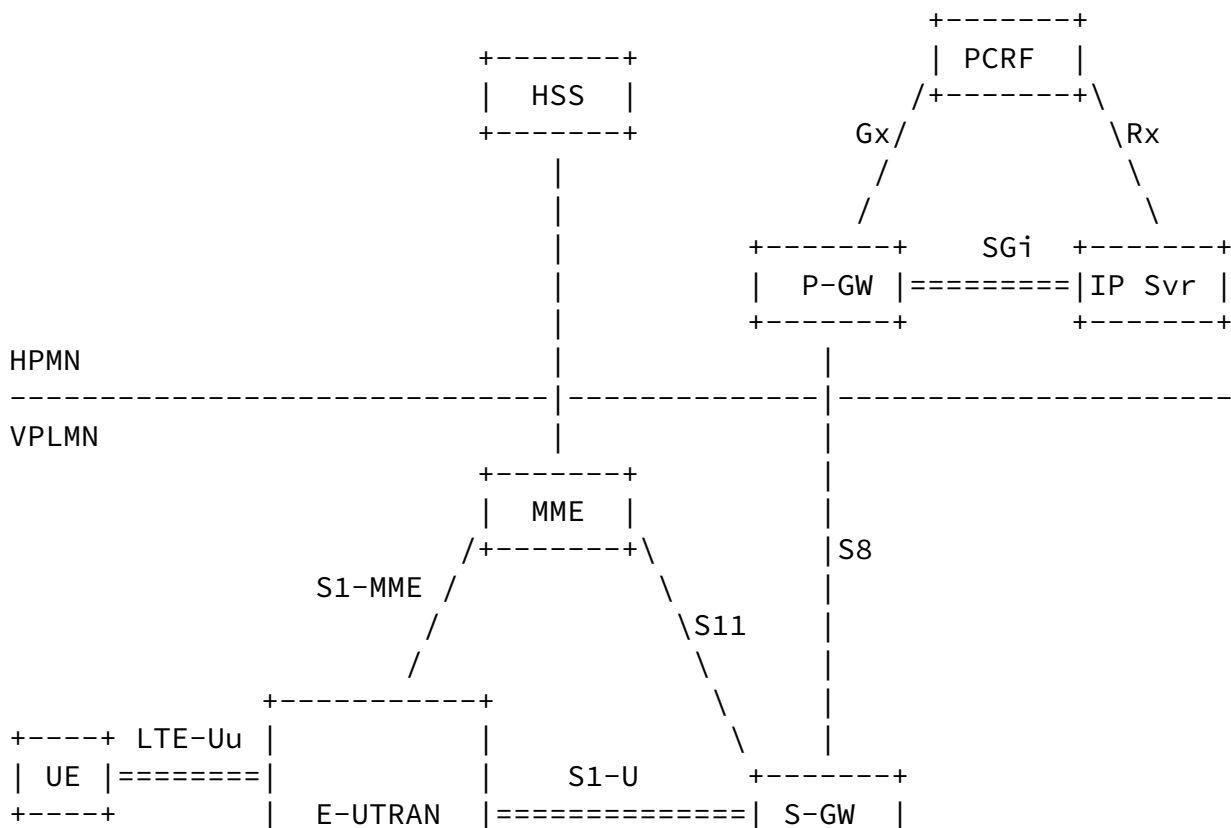 PCRF
HSS
Gx Rx
SGi
P-GW IP Svr
HPMN
VPLMN
MME
S8
S1-MME
S11
LTE-Uu
UE S1-U
E-UTRAN S-GW